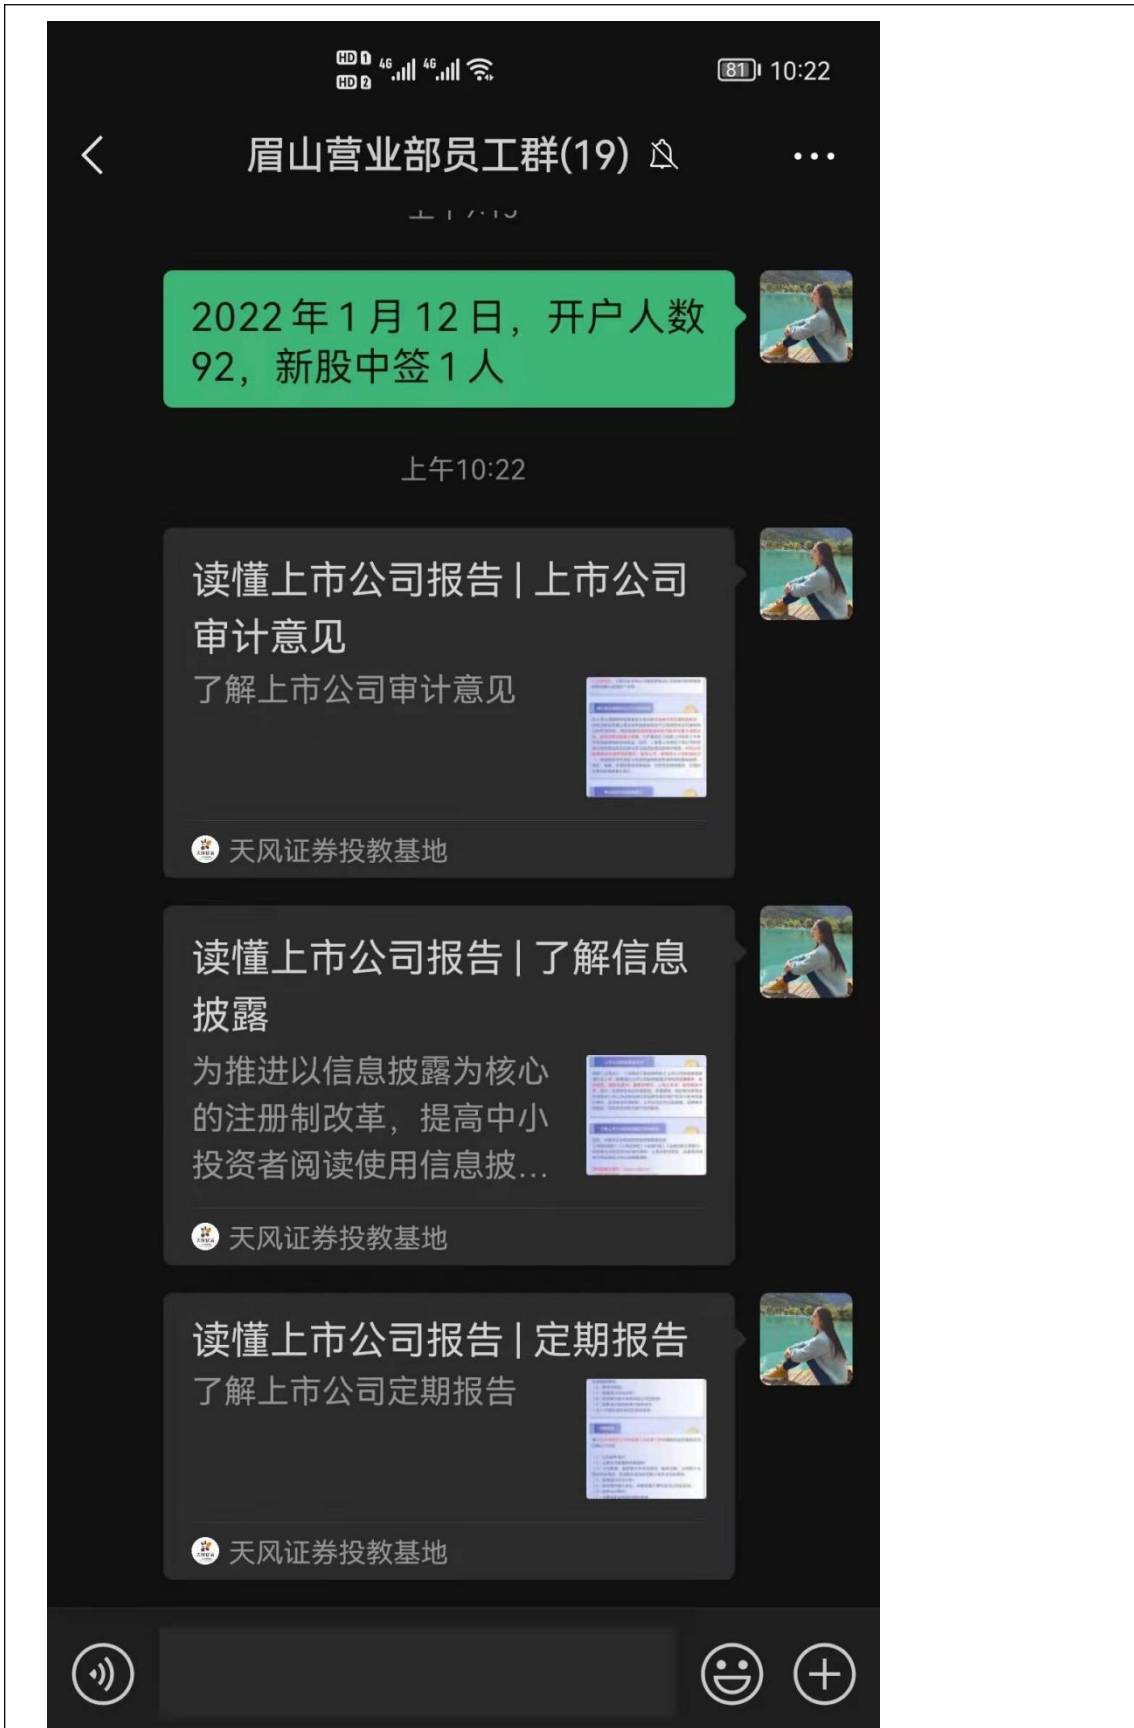 HD 1 4G 4G
HD 2
81 10:22
眉山营业部员工群(19)
2022年1月12日，开户人数
92，新股中签1人
上午10:22
读懂上市公司报告 | 上市公司
审计意见
了解上市公司审计意见
天风证券投教基地
读懂上市公司报告 | 了解信息
披露
为推进以信息披露为核心
的注册制改革，提高中小
投资者阅读使用信息披...
天风证券投教基地
读懂上市公司报告 | 定期报告
了解上市公司定期报告
天风证券投教基地